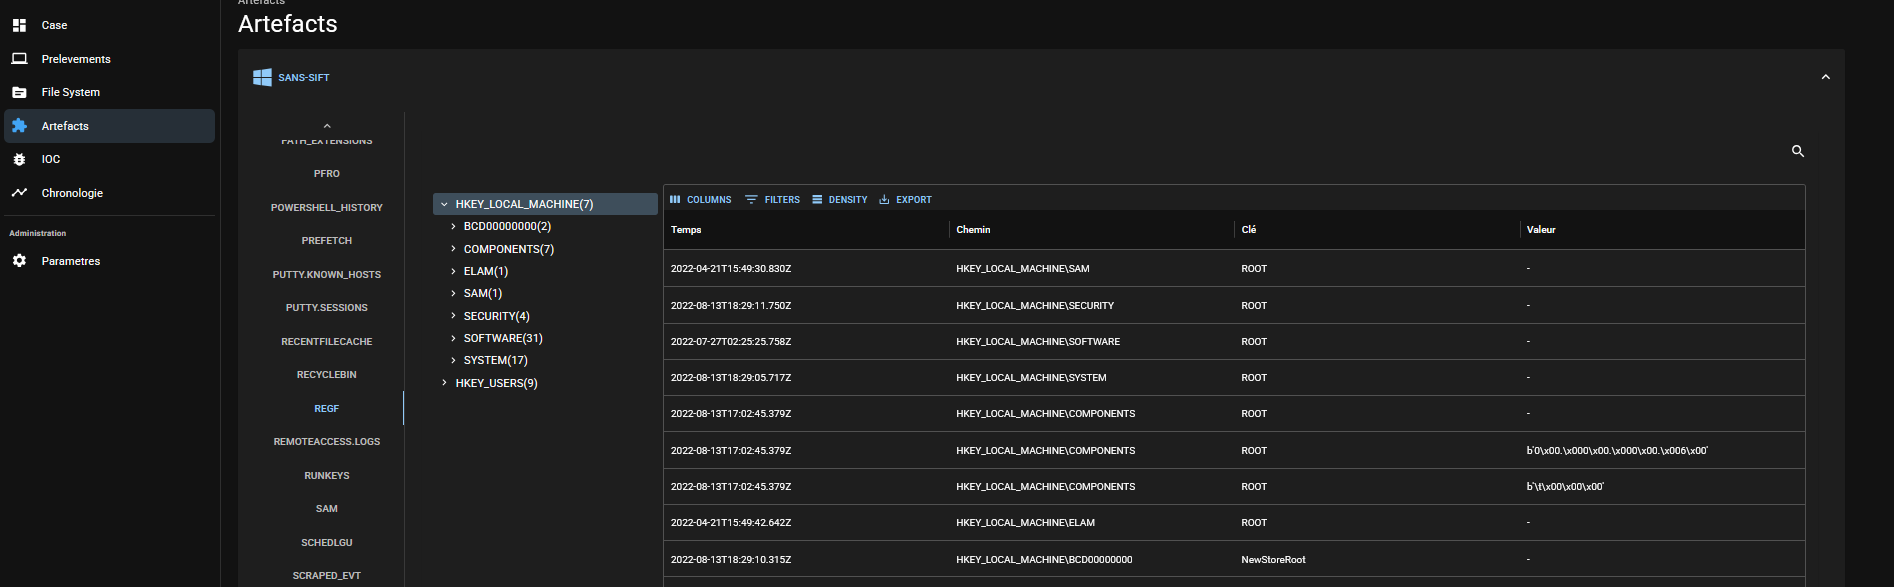 Artefacts
Artefacts
Case
Prelevements
File System
Artefacts
IOC
Chronologie
Administration
Parametres
SANS-SIFT
PATH_EXTENSIONS
PFRO
POWERSHELL_HISTORY
PREFETCH
PUTTY.KNOWN_HOSTS
PUTTY.SESSIONS
RECENTFILECACHE
RECYCLEBIN
REGF
REMOTEACCESS.LOGS
RUNKEYS
SAM
SCHEDLGU
SCRAPED_EVT
HKEY_LOCAL_MACHINE(7)
BCD00000000(2)
COMPONENTS(7)
ELAM(1)
SAM(1)
SECURITY(4)
SOFTWARE(31)
SYSTEM(17)
HKEY_USERS(9)
COLUMNS FILTERS DENSITY EXPORT
Temps Chemin Clé Valeur
2022-04-21T15:49:30.830Z HKEY_LOCAL_MACHINE\SAM ROOT -
2022-08-13T18:29:11.750Z HKEY_LOCAL_MACHINE\SECURITY ROOT -
2022-07-27T02:25:25.758Z HKEY_LOCAL_MACHINE\SOFTWARE ROOT -
2022-08-13T18:29:05.717Z HKEY_LOCAL_MACHINE\SYSTEM ROOT -
2022-08-13T17:02:45.379Z HKEY_LOCAL_MACHINE\COMPONENTS ROOT -
2022-08-13T17:02:45.379Z HKEY_LOCAL_MACHINE\COMPONENTS ROOT b'0\x00.\x000\x00.\x000\x00.\x006\x00'
2022-08-13T17:02:45.379Z HKEY_LOCAL_MACHINE\COMPONENTS ROOT b'\t\x00\x00\x00'
2022-04-21T15:49:42.642Z HKEY_LOCAL_MACHINE\ELAM ROOT -
2022-08-13T18:29:10.315Z HKEY_LOCAL_MACHINE\BCD00000000 NewStoreRoot -